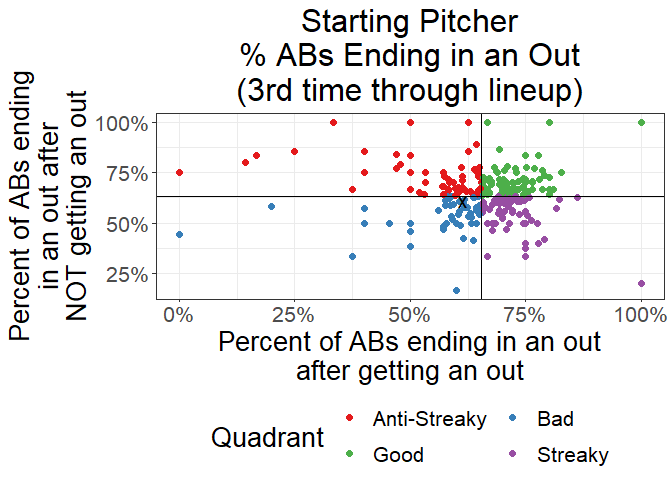 Starting Pitcher
% ABs Ending in an Out
(3rd time through lineup)
Percent of ABs ending
in an out after
NOT getting an out
100%
75%
50%
25%
X
0%
25%
50%
75%
100%
Percent of ABs ending in an out
after getting an out
Quadrant
Anti-Streaky
Bad
Good
Streaky